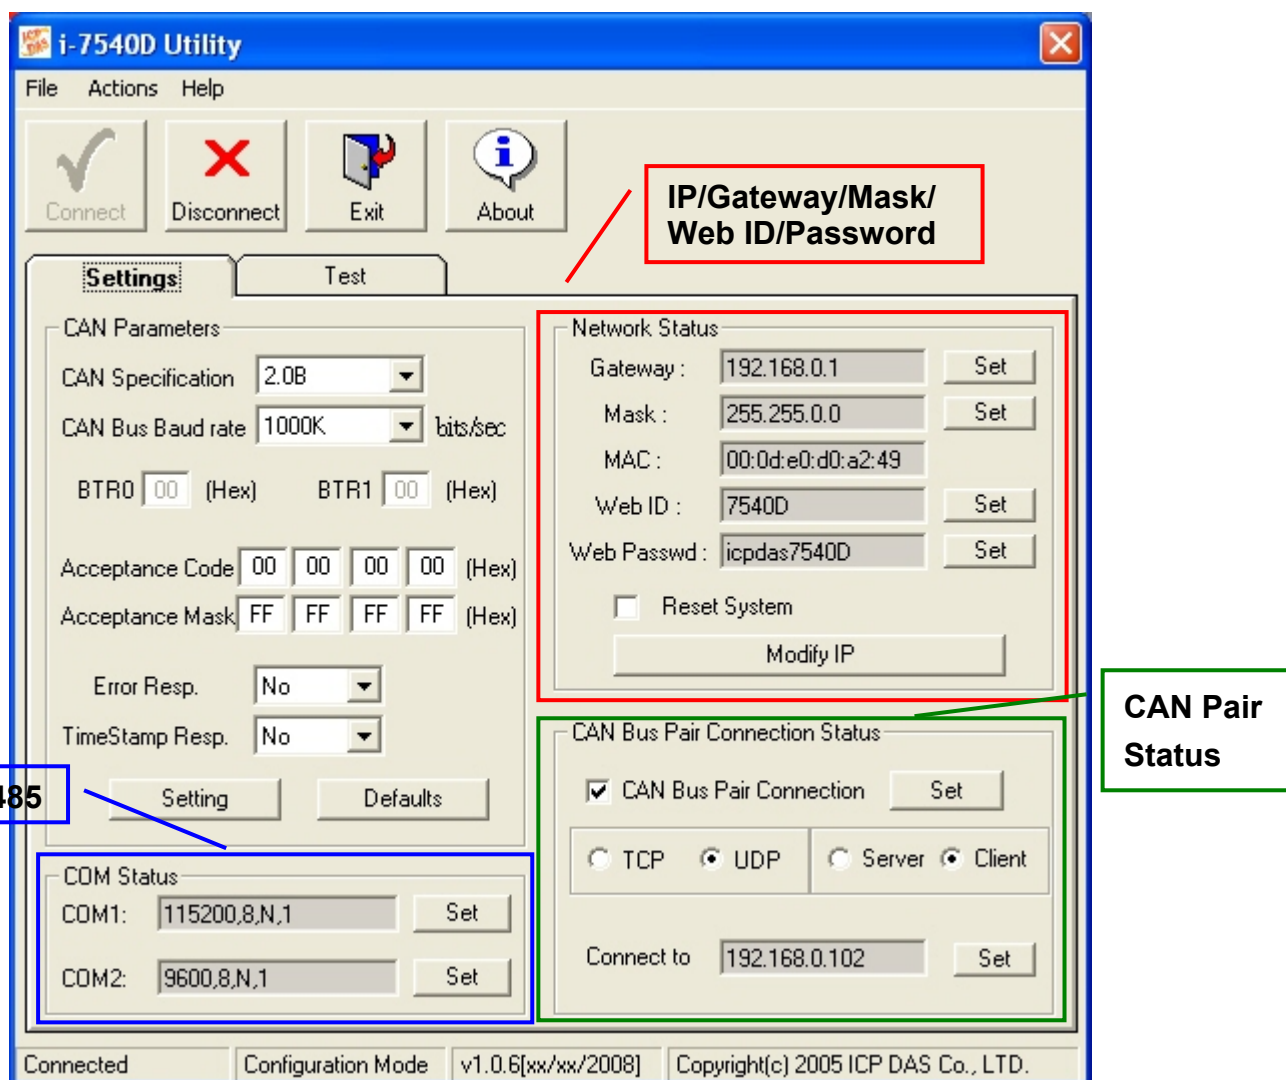 ICP DAS
i-7540D Utility
File Actions Help
Connect Disconnect Exit About
IP/Gateway/Mask/
Web ID/Password
Settings Test
CAN Parameters
CAN Specification 2.0B
CAN Bus Baud rate 1000K bits/sec
BTR0 00 (Hex) BTR1 00 (Hex)
Acceptance Code 00 00 00 00 (Hex)
Acceptance Mask FF FF FF FF (Hex)
Error Resp. No
TimeStamp Resp. No
Setting Defaults
485
COM Status
COM1: 115200,8,N,1 Set
COM2: 9600,8,N,1 Set
Network Status
Gateway : 192.168.0.1 Set
Mask : 255.255.0.0 Set
MAC : 00:0d:e0:d0:a2:49
Web ID : 7540D Set
Web Passwd : icpdas7540D Set
Reset System
Modify IP
CAN Pair
Status
CAN Bus Pair Connection Status
CAN Bus Pair Connection Set
TCP UDP Server Client
Connect to 192.168.0.102 Set
Connected Configuration Mode v1.0.6[xx/xx/2008] Copyright(c) 2005 ICP DAS Co., LTD.